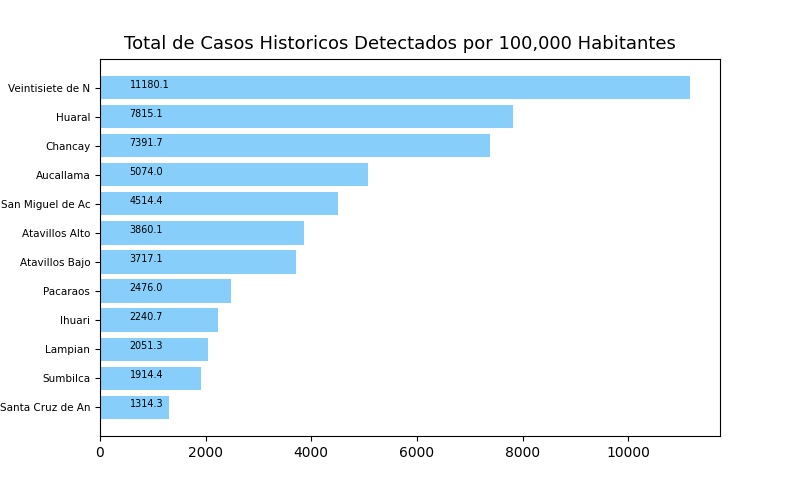 Total de Casos Historicos Detectados por 100,000 Habitantes
Veintisiete de N 11180.1
Huaral 7815.1
Chancay 7391.7
Aucallama 5074.0
San Miguel de Ac 4514.4
Atavillos Alto 3860.1
Atavillos Bajo 3717.1
Pacaraos 2476.0
Ihuari 2240.7
Lampian 2051.3
Sumbilca 1914.4
Santa Cruz de An 1314.3
0 2000 4000 6000 8000 10000